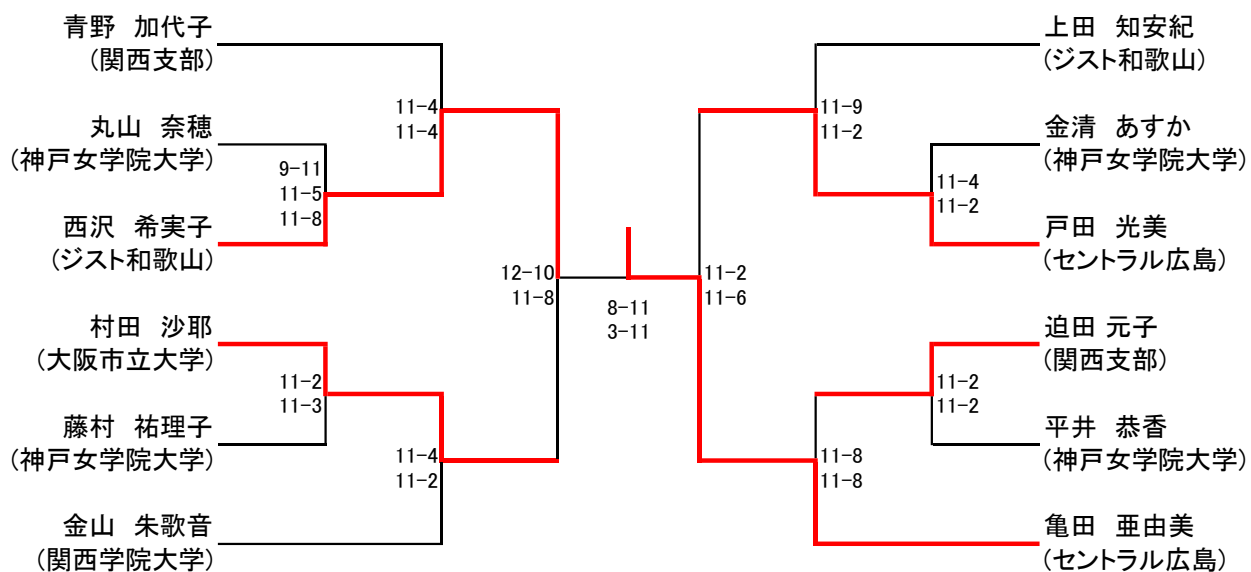 青野 加代子
(関西支部)
丸山 奈穂
(神戸女学院大学)
西沢 希実子
(ジスト和歌山)
村田 沙耶
(大阪市立大学)
藤村 祐理子
(神戸女学院大学)
金山 朱歌音
(関西学院大学)
11-4
11-4
9-11
11-5
11-8
11-2
11-3
11-4
11-2
12-10
11-8
8-11
3-11
11-2
11-6
11-9
11-2
11-4
11-2
11-2
11-2
11-8
11-8
上田 知安紀
(ジスト和歌山)
金清 あすか
(神戸女学院大学)
戸田 光美
(セントラル広島)
迫田 元子
(関西支部)
平井 恭香
(神戸女学院大学)
亀田 亜由美
(セントラル広島)